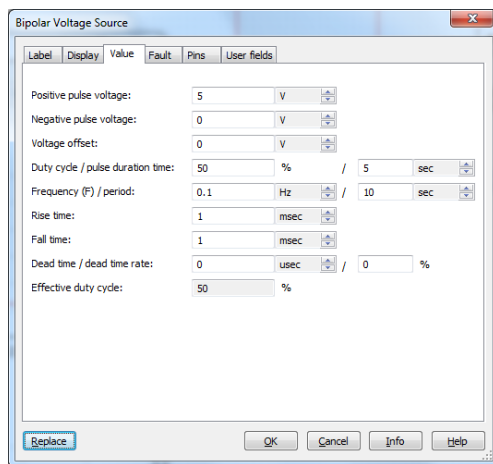 Bipolar Voltage Source
Label Display Value Fault Pins User fields
Positive pulse voltage: 5 V
Negative pulse voltage: 0 V
Voltage offset: 0 V
Duty cycle / pulse duration time: 50 % / 5 sec
Frequency (F) / period: 0.1 Hz / 10 sec
Rise time: 1 msec
Fall time: 1 msec
Dead time / dead time rate: 0 usec / 0 %
Effective duty cycle: 50 %
Replace OK Cancel Info Help